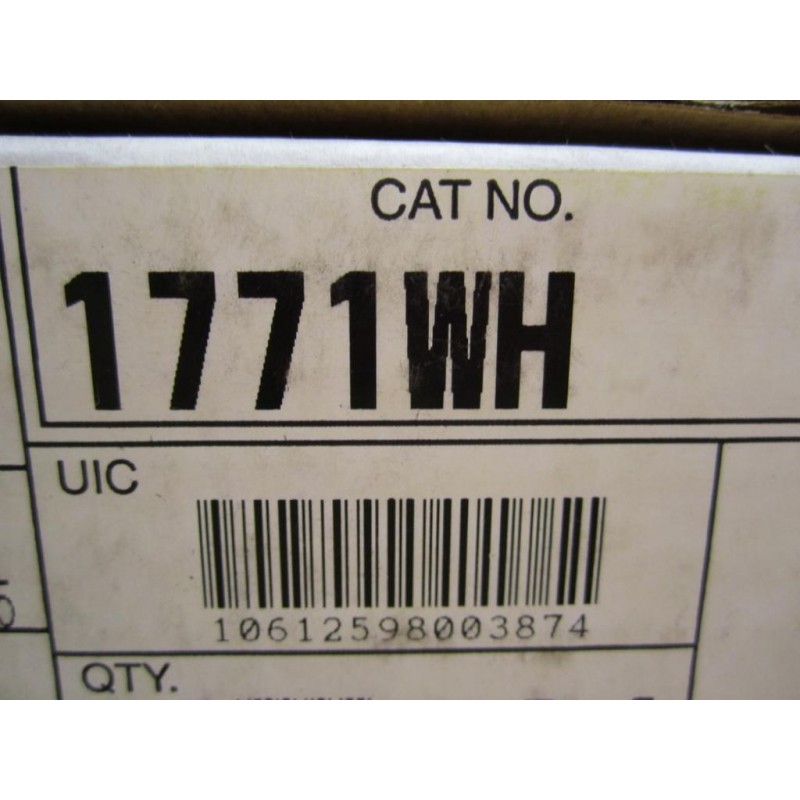 CAT NO.
1771WH
UIC
10612598003874
QTY.